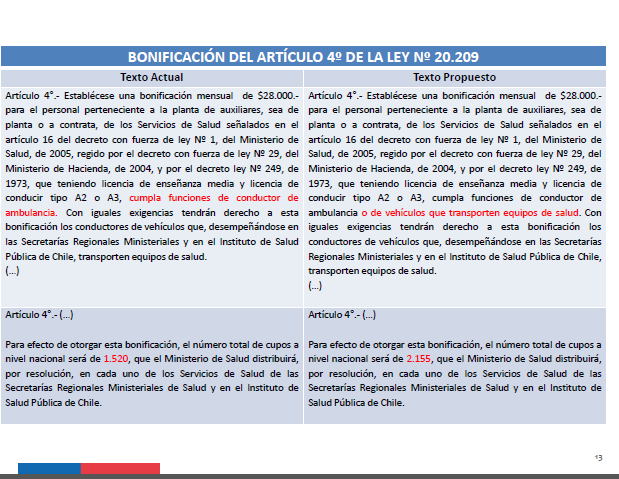 BONIFICACIÓN DEL ARTÍCULO 4º DE LA LEY Nº 20.209
Texto Actual
Artículo 4°.- Establécese una bonificación mensual de $28.000.-
para el personal perteneciente a la planta de auxiliares, sea de
planta o a contrata, de los Servicios de Salud señalados en el
artículo 16 del decreto con fuerza de ley Nº 1, del Ministerio de
Salud, de 2005, regido por el decreto con fuerza de ley Nº 29, del
Ministerio de Hacienda, de 2004, y por el decreto ley Nº 249, de
1973, que teniendo licencia de enseñanza media y licencia de
conducir tipo A2 o A3, cumpla funciones de conductor de
ambulancia. Con iguales exigencias tendrán derecho a esta
bonificación los conductores de vehículos que, desempeñándose en
las Secretarías Regionales Ministeriales y en el Instituto de Salud
Pública de Chile, transporten equipos de salud.
(...)
Texto Propuesto
Artículo 4°.- Establécese una bonificación mensual de $28.000.-
para el personal perteneciente a la planta de auxiliares, sea de
planta o a contrata, de los Servicios de Salud señalados en el
artículo 16 del decreto con fuerza de ley Nº 1, del Ministerio de
Salud, de 2005, regido por el decreto con fuerza de ley Nº 29, del
Ministerio de Hacienda, de 2004, y por el decreto ley Nº 249, de
1973, que teniendo licencia de enseñanza media y licencia de
conducir tipo A2 o A3, cumpla funciones de conductor de
ambulancia o de vehículos que transporten equipos de salud. Con
iguales exigencias tendrán derecho a esta bonificación los
conductores de vehículos que, desempeñándose en las Secretarías
Regionales Ministeriales y en el Instituto de Salud Pública de Chile,
transporten equipos de salud.
(...)
Artículo 4°.- (...)
Para efecto de otorgar esta bonificación, el número total de cupos a
nivel nacional será de 1.520, que el Ministerio de Salud distribuirá,
por resolución, en cada uno de los Servicios de Salud de las
Secretarías Regionales Ministeriales de Salud y en el Instituto de
Salud Pública de Chile.
Artículo 4°.- (...)
Para efecto de otorgar esta bonificación, el número total de cupos a
nivel nacional será de 2.155, que el Ministerio de Salud distribuirá,
por resolución, en cada uno de los Servicios de Salud de las
Secretarías Regionales Ministeriales de Salud y en el Instituto de
Salud Pública de Chile.
13